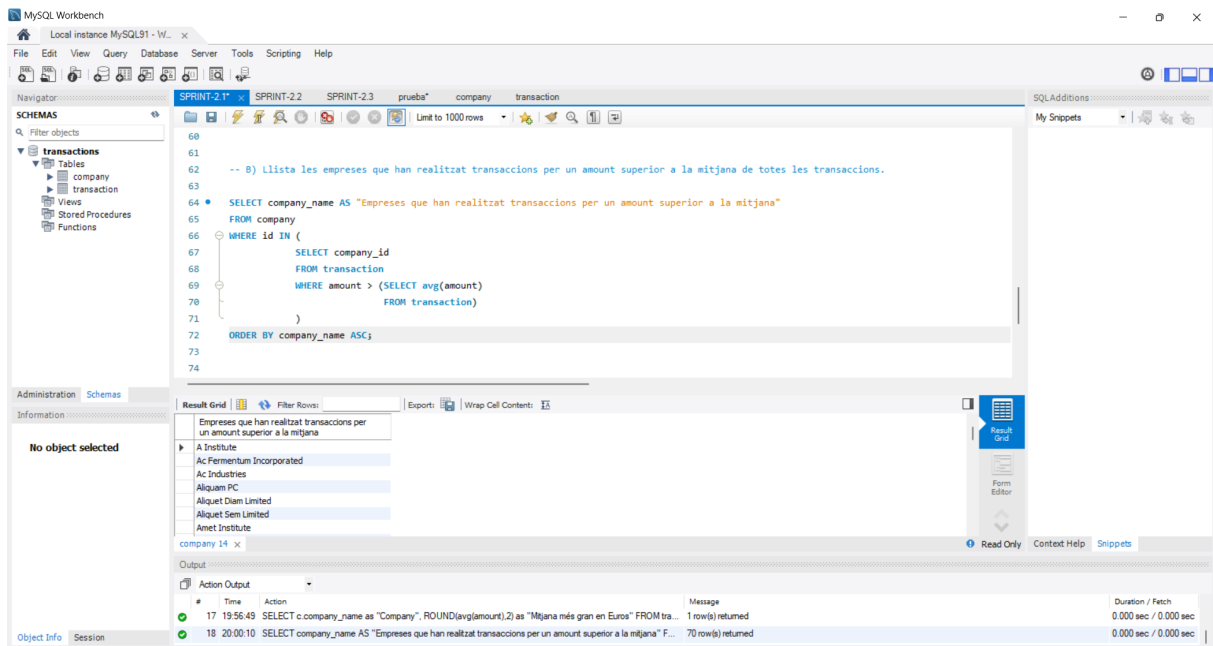 MySQL Workbench
Local instance MySQL91 - W... ×
File Edit View Query Database Server Tools Scripting Help
Navigator
SCHEMAS
Filter objects
transactions
Tables
company
transaction
Views
Stored Procedures
Functions
Administration Schemas
Information
No object selected
Object Info Session
SPRINT-2.1* × SPRINT-2.2 SPRINT-2.3 prueba* company transaction
Limit to 1000 rows
60
61
62 -- B) Llista les empreses que han realitzat transaccions per un amount superior a la mitjana de totes les transaccions.
63
64 SELECT company_name AS "Empreses que han realitzat transaccions per un amount superior a la mitjana"
65 FROM company
66 WHERE id IN (
67 SELECT company_id
68 FROM transaction
69 WHERE amount > (SELECT avg(amount)
70 FROM transaction)
71 )
72 ORDER BY company_name ASC;
73
74
Result Grid Filter Rows: Export: Wrap Cell Content:
Empreses que han realitzat transaccions per
un amount superior a la mitjana
A Institute
Ac Fermentum Incorporated
Ac Industries
Aliquam PC
Aliquet Diam Limited
Aliquet Sem Limited
Amet Institute
Result
Grid
Form
Editor
company 14 ×
Read Only
Output
Action Output
# Time Action Message Duration / Fetch
17 19:56:49 SELECT c.company_name as "Company", ROUND(avg(amount),2) as "Mitjana més gran en Euros" FROM tra... 1 row(s) returned 0.000 sec / 0.000 sec
18 20:00:10 SELECT company_name AS "Empreses que han realitzat transaccions per un amount superior a la mitjana" F... 70 row(s) returned 0.000 sec / 0.000 sec
SQLAdditions
My Snippets
Context Help Snippets